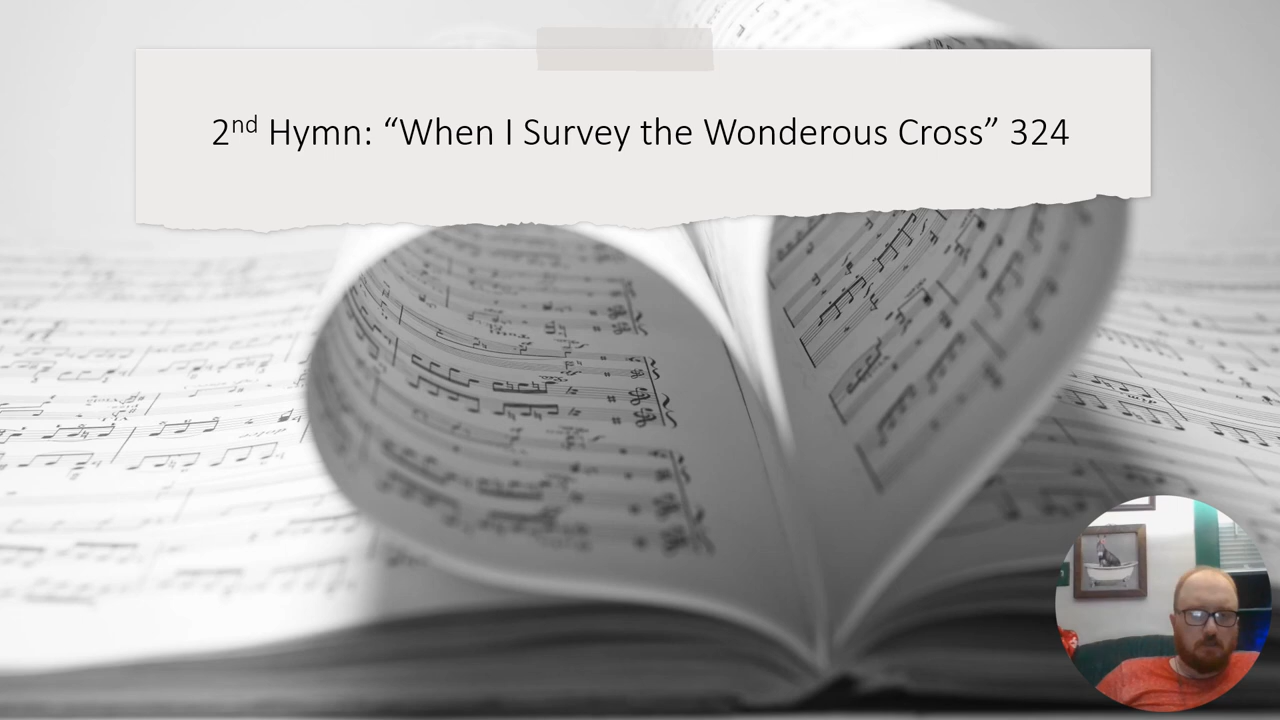 2nd Hymn: “When I Survey the Wonderous Cross” 324